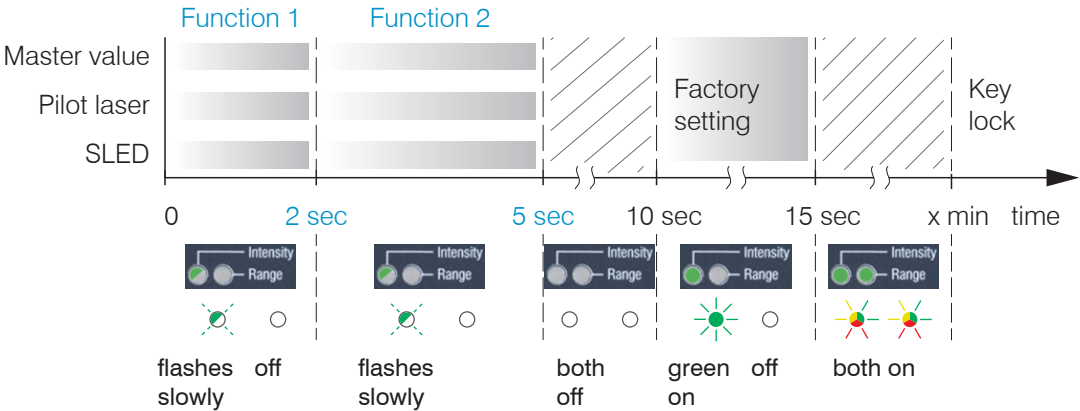 Function 1 Function 2
Master value
Pilot laser
SLED
Factory
setting
Key
lock
0 2 sec 5 sec 10 sec 15 sec x min time
Intensity Intensity Intensity Intensity Intensity
Range Range Range Range Range
flashes off flashes both green off both on
slowly slowly off on